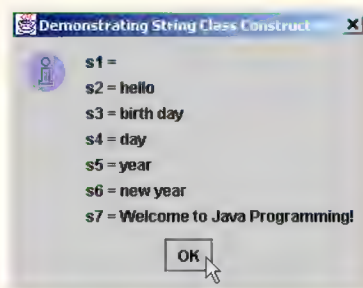 Demonstrating String Class Construct
s1 =
s2 = hello
s3 = birth day
s4 = day
s5 = year
s6 = new year
s7 = Welcome to Java Programming!
OK